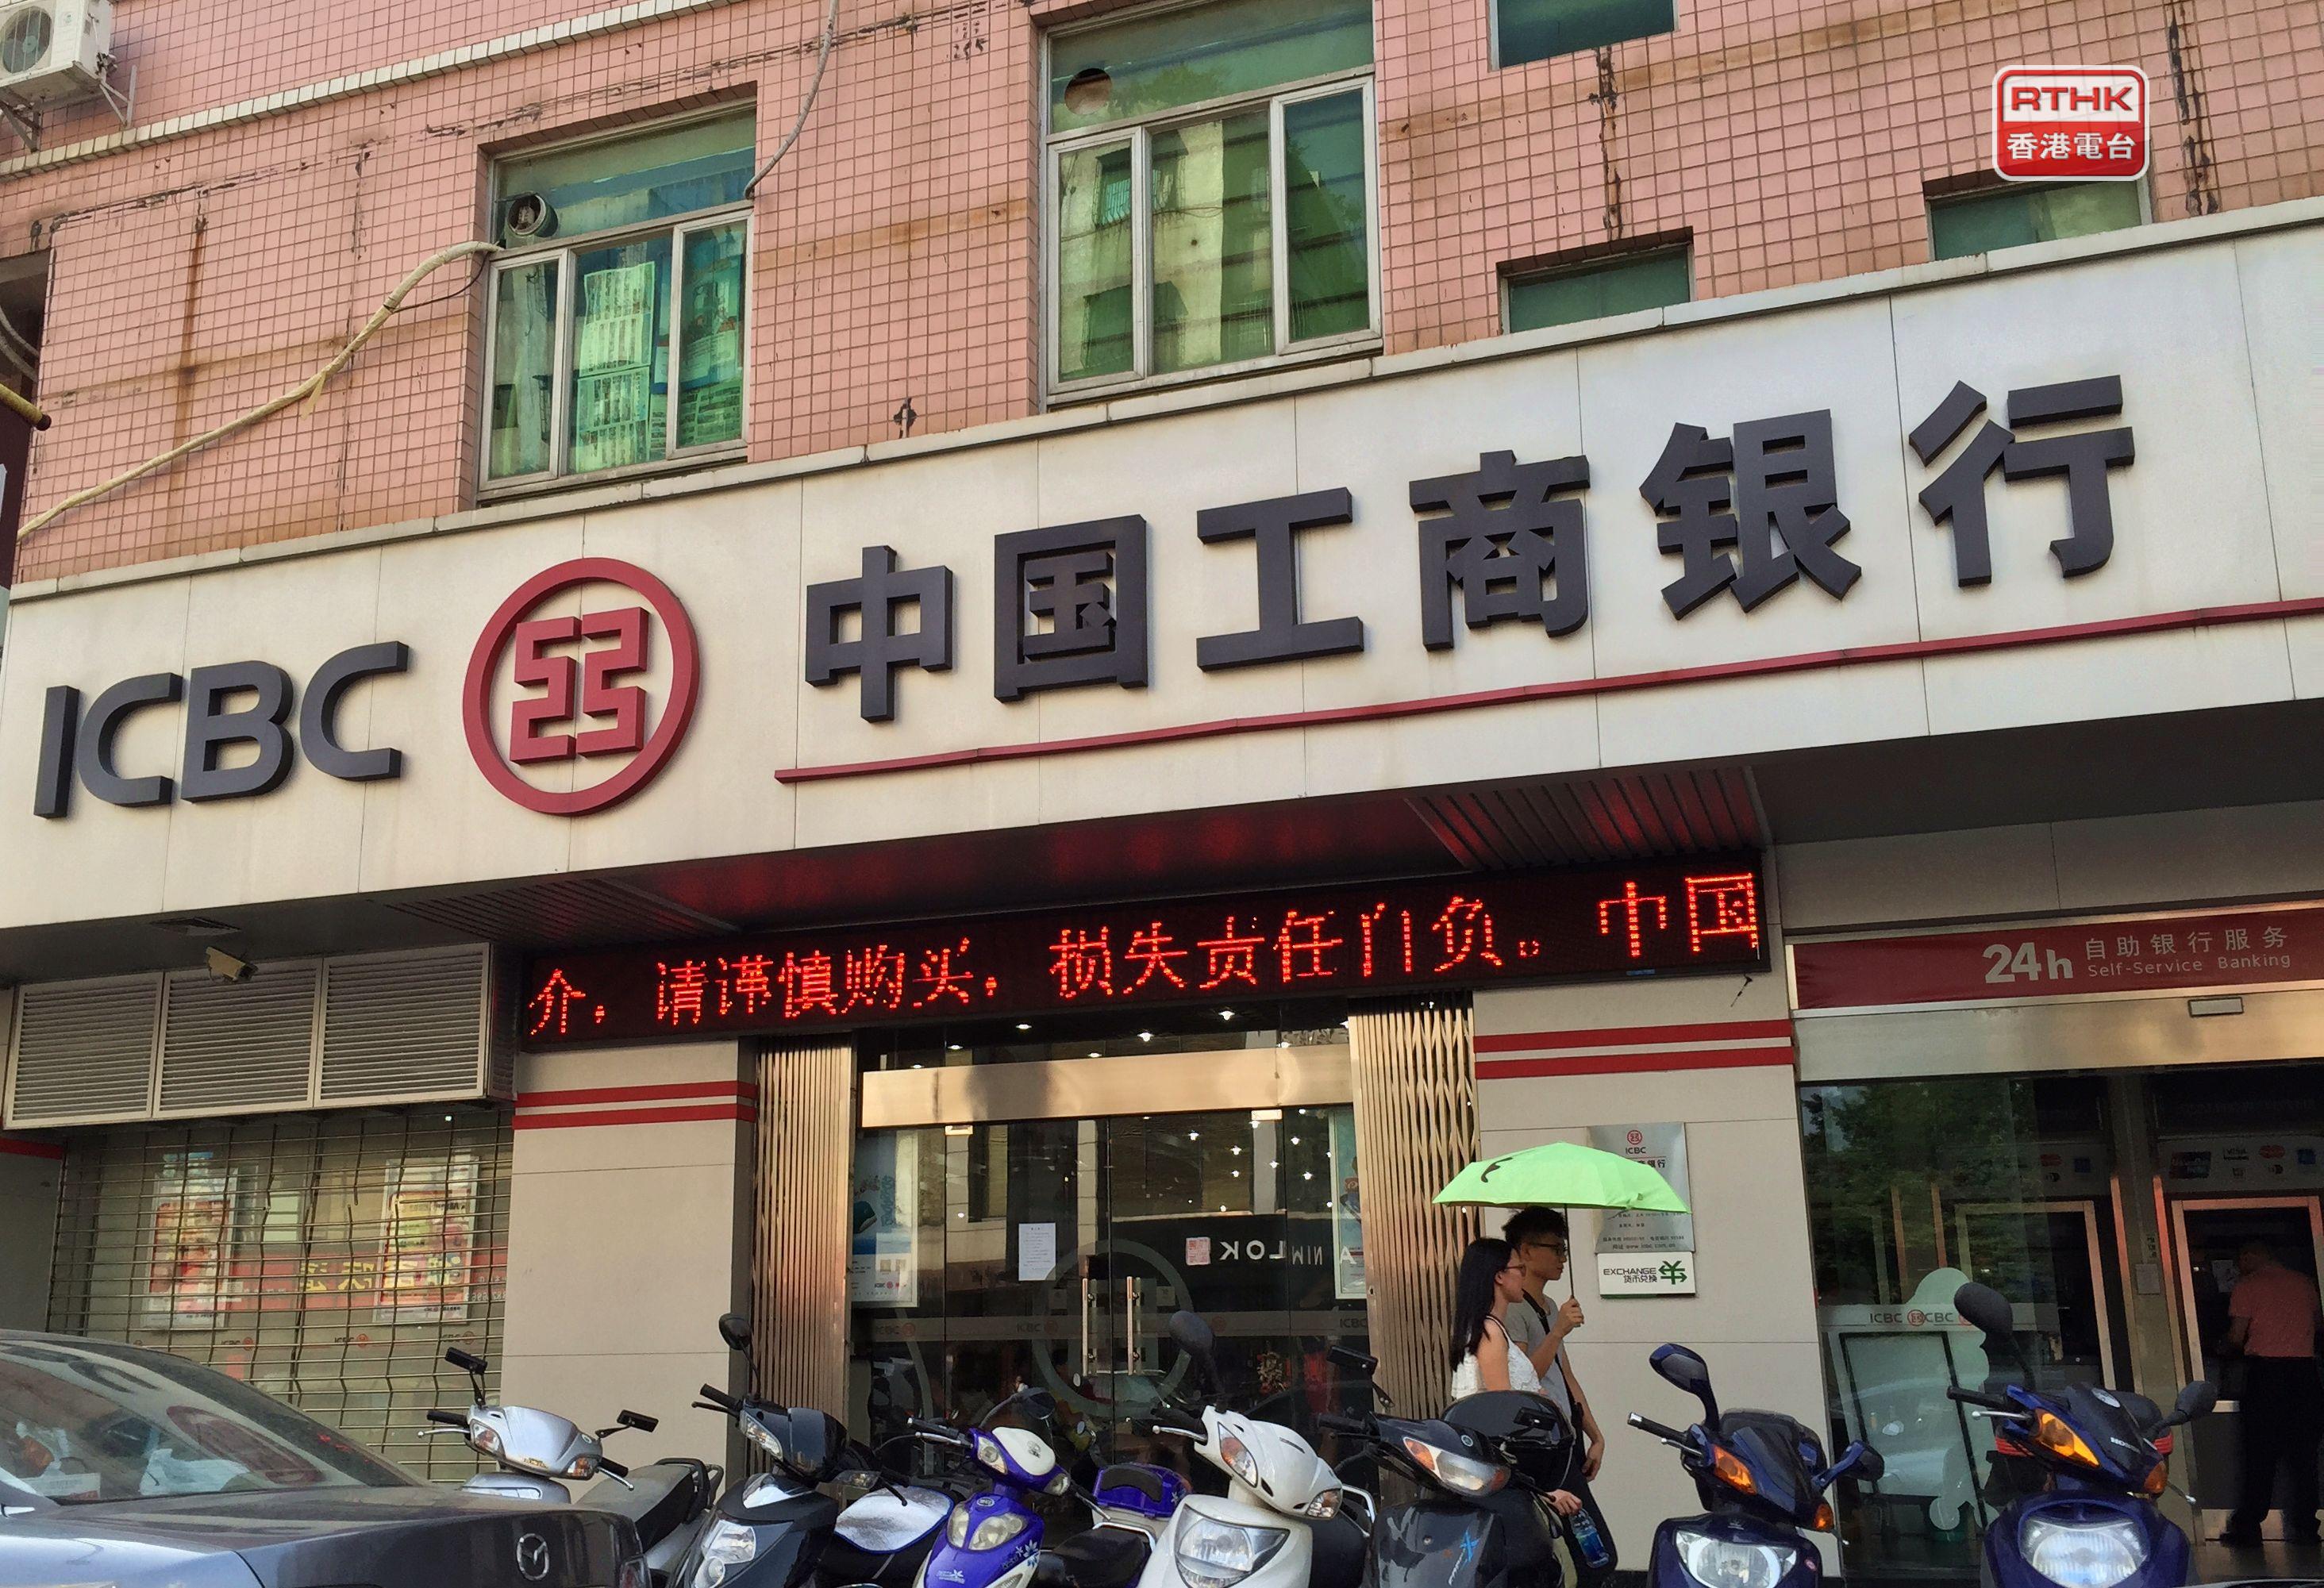 RTHK
香港電台
ICBC 中国工商银行
介，请谨慎购买，损失责任自负。中国
24h 自助银行服务
Self-Service Banking
ICBC
EXCHANGE
货币兑换
ICBC
ICBC